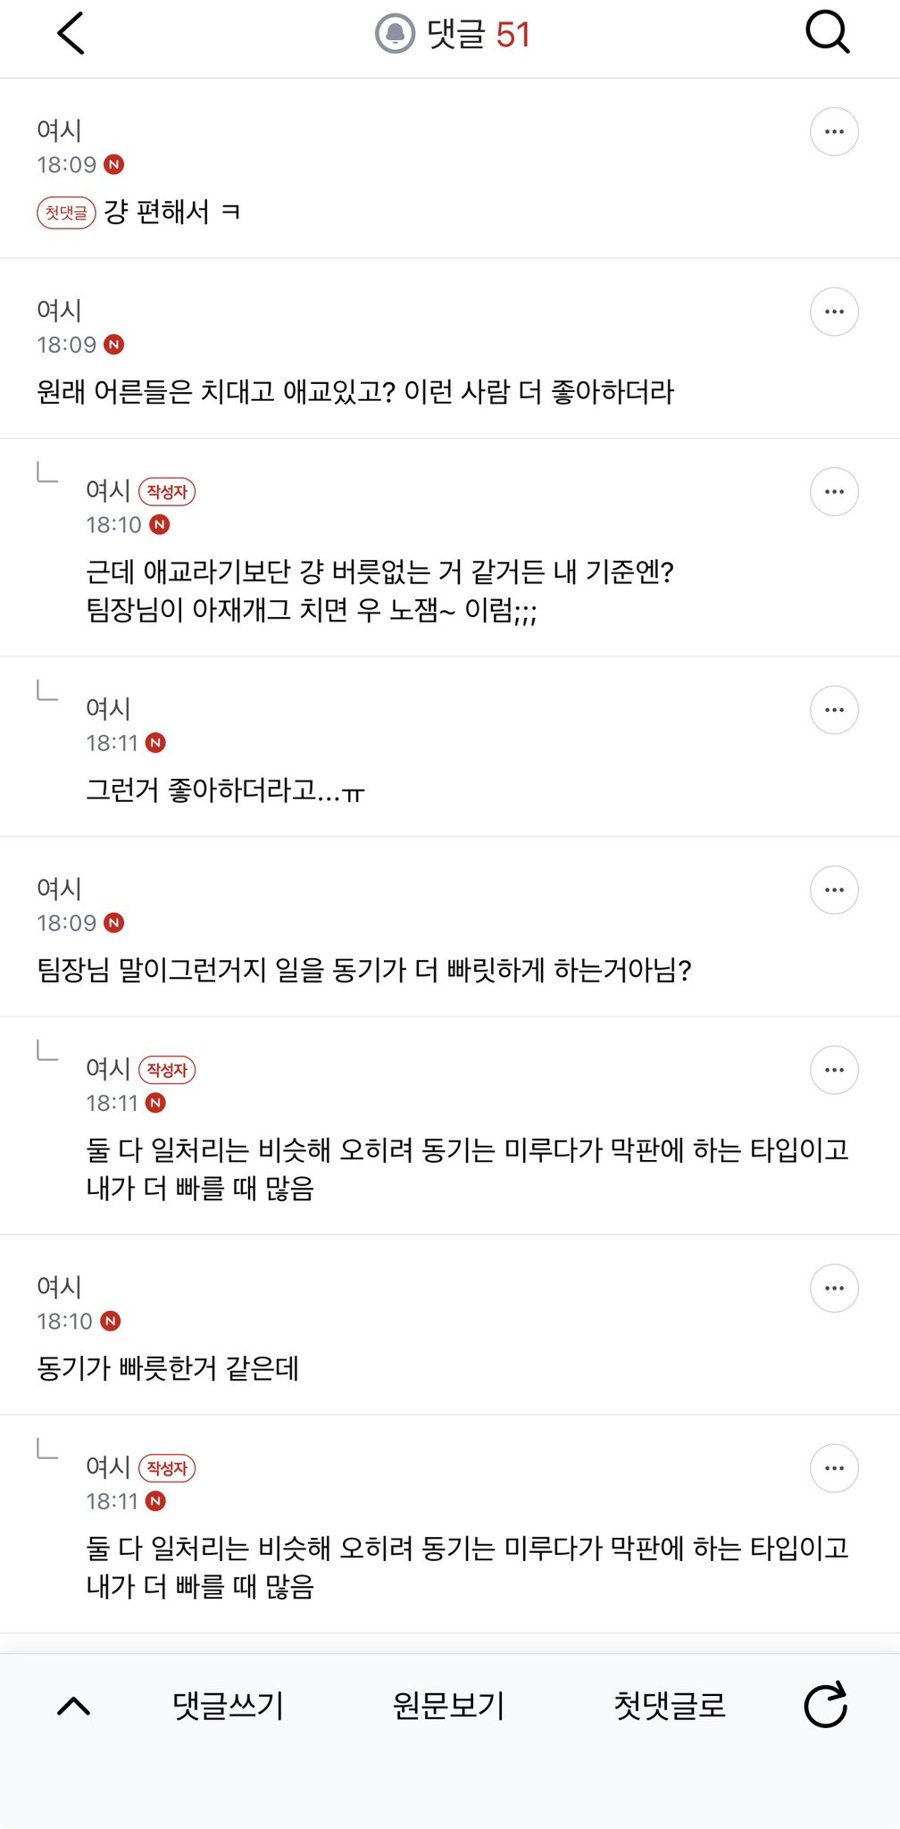 댓글 51
여시
18:09 N
첫댓글 걍 편해서 ㅋ
여시
18:09 N
원래 어른들은 치대고 애교있고? 이런 사람 더 좋아하더라
여시 작성자
18:10 N
근데 애교라기보단 걍 버릇없는 거 같거든 내 기준엔?
팀장님이 아재개그 치면 우 노잼~ 이럼;;;
여시
18:11 N
그런거 좋아하더라고...ㅠ
여시
18:09 N
팀장님 말이그런거지 일을 동기가 더 빠릿하게 하는거아님?
여시 작성자
18:11 N
둘 다 일처리는 비슷해 오히려 동기는 미루다가 막판에 하는 타입이고
내가 더 빠를 때 많음
여시
18:10 N
동기가 빠릇한거 같은데
여시 작성자
18:11 N
둘 다 일처리는 비슷해 오히려 동기는 미루다가 막판에 하는 타입이고
내가 더 빠를 때 많음
댓글쓰기 원문보기 첫댓글로